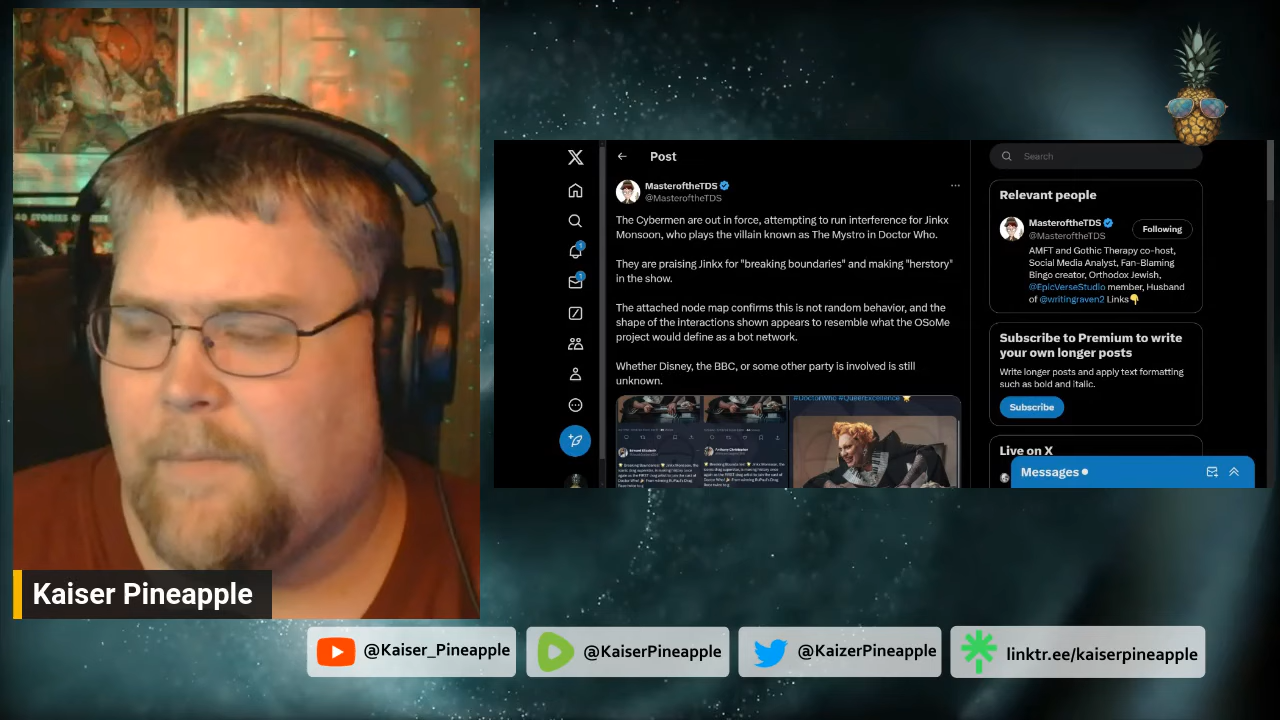 40 STORIES O
Kaiser Pineapple
X
Post
MasteroftheTDS
@MasteroftheTDS
The Cybermen are out in force, attempting to run interference for Jinkx
Monsoon, who plays the villain known as The Mystro in Doctor Who.
They are praising Jinkx for "breaking boundaries" and making "herstory"
in the show.
The attached node map confirms this is not random behavior, and the
shape of the interactions shown appears to resemble what the OSoMe
project would define as a bot network.
Whether Disney, the BBC, or some other party is involved is still
unknown.
#DoctorWho #QueerExcellence
Search
Relevant people
MasteroftheTDS
@MasteroftheTDS
Following
AMFT and Gothic Therapy co-host,
Social Media Analyst, Fan-Blaming
Bingo creator, Orthodox Jewish,
@EpicVerseStudio member, Husband
of @writingraven2 Links
Subscribe to Premium to write
your own longer posts
Write longer posts and apply text formatting
such as bold and italic.
Subscribe
Live on X
Messages
@Kaiser_Pineapple
@KaiserPineapple
@KaizerPineapple
linktr.ee/kaiserpineapple